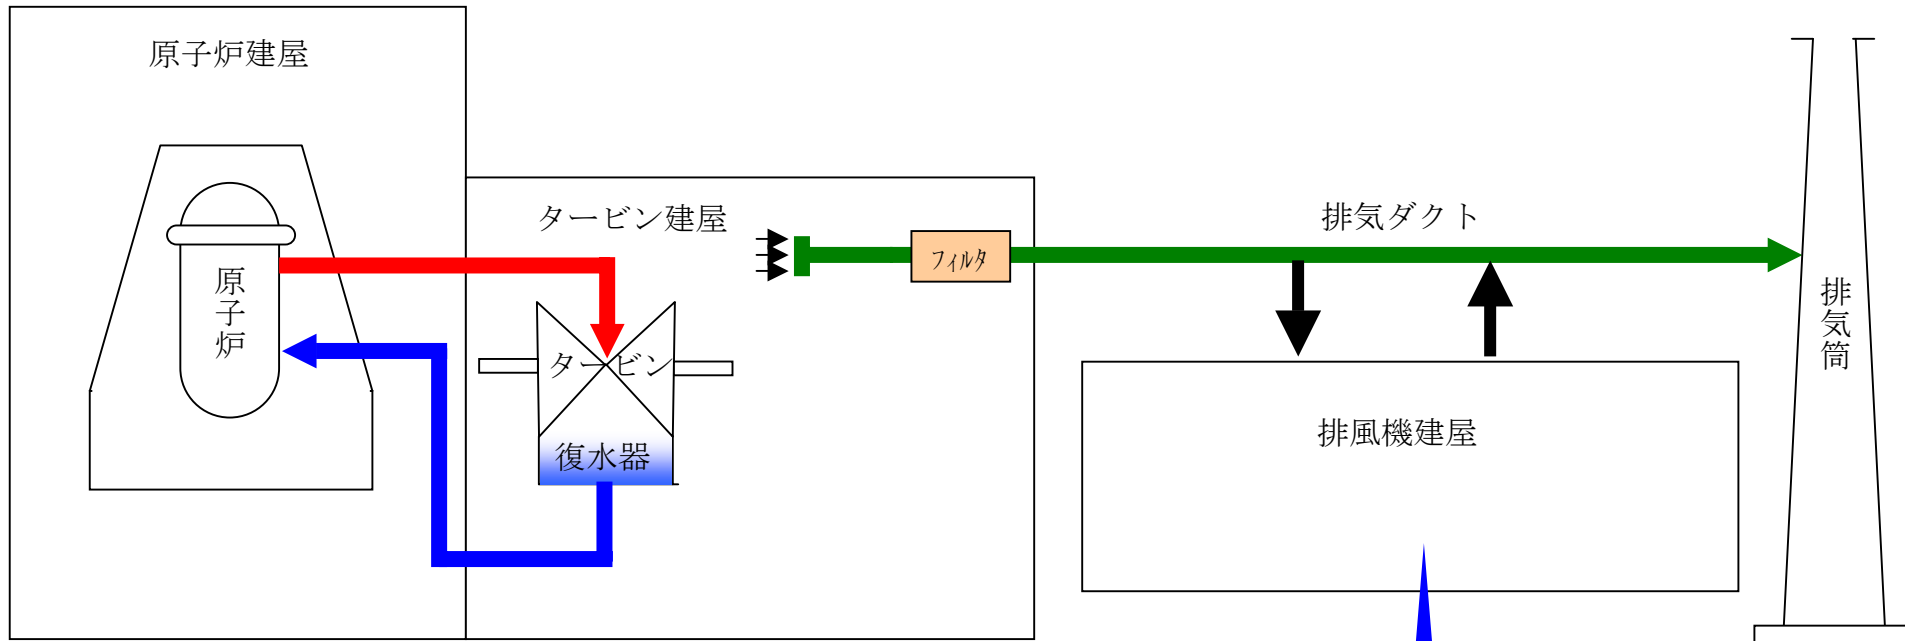 原子炉建屋
タービン建屋
排気ダクト
フィルタ
原子炉
排気筒
タービン
排風機建屋
復水器